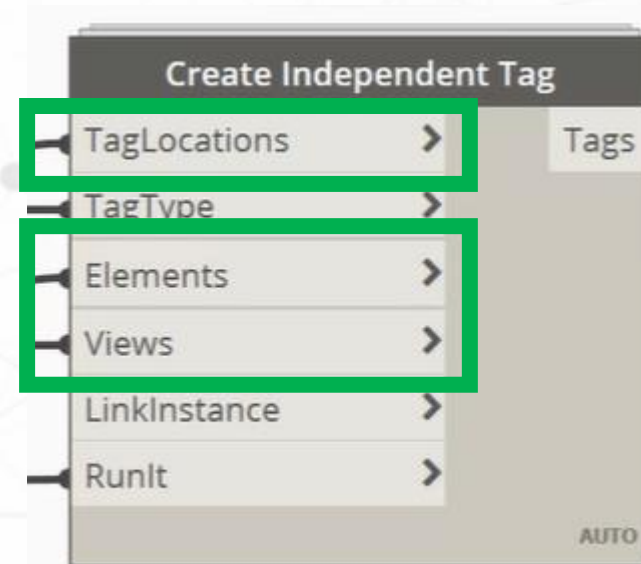 Create Independent Tag
TagLocations Tags
TagType
Elements
Views
LinkInstance
RunIt
AUTO